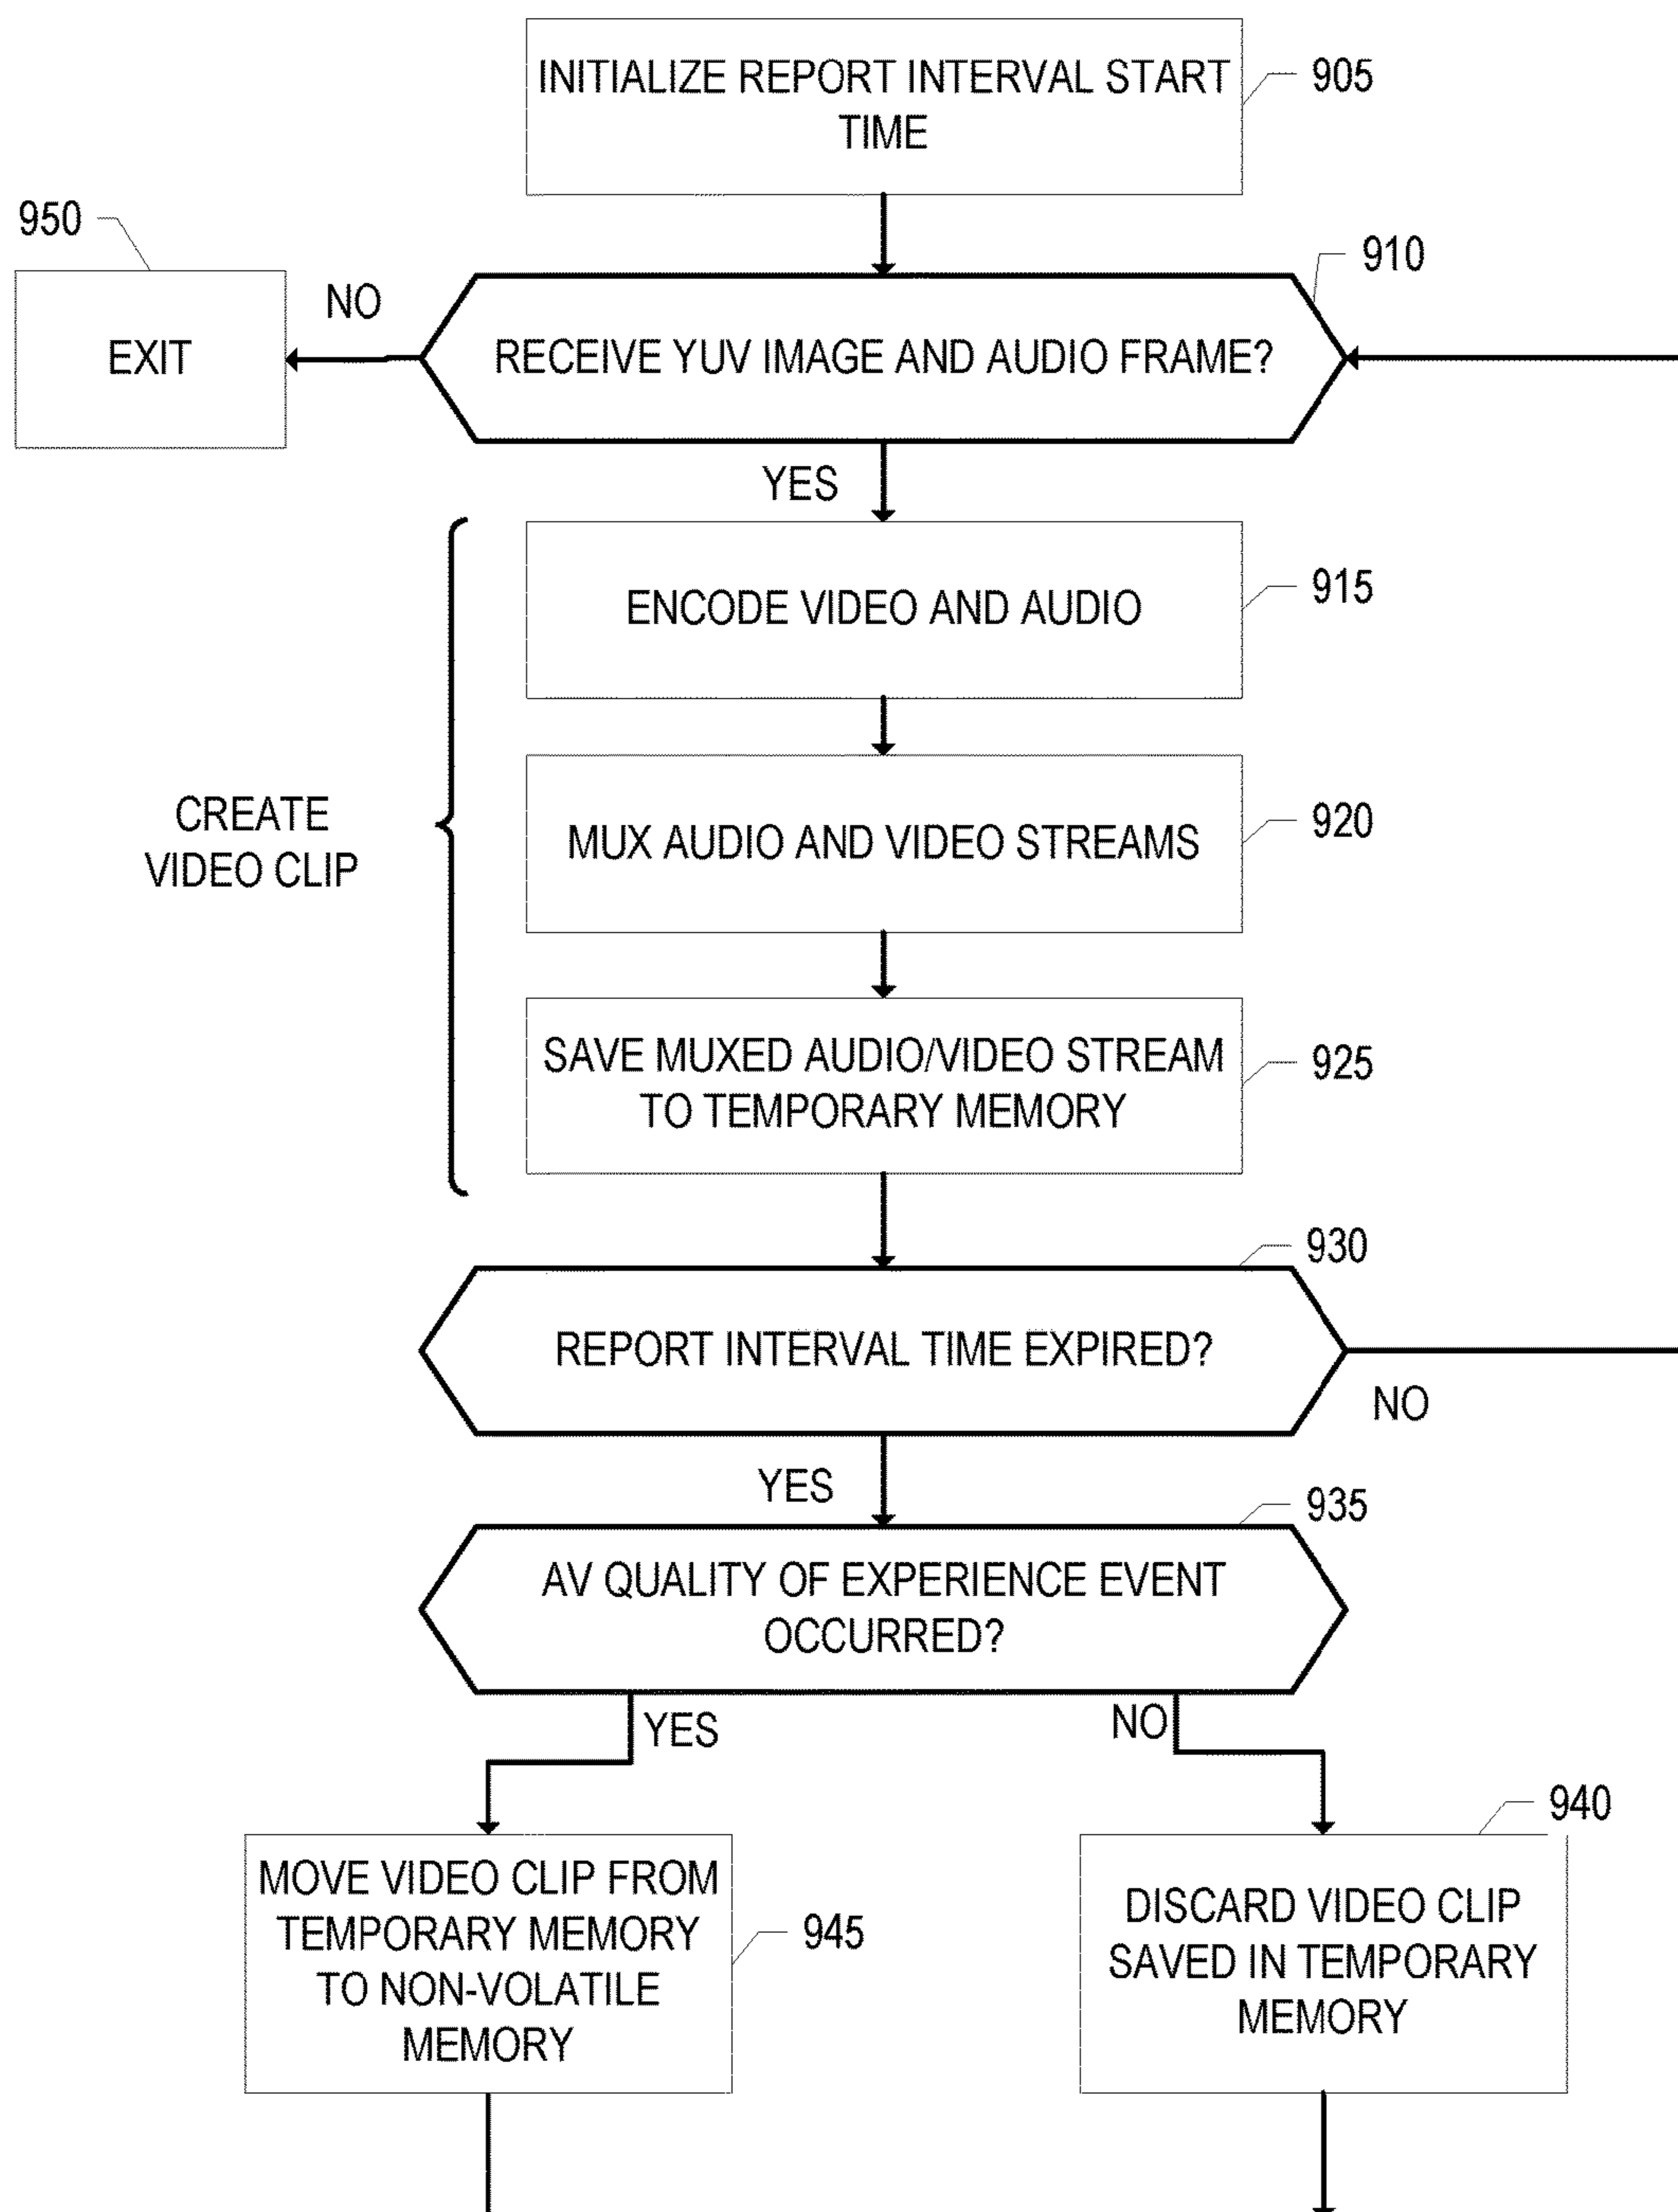 INITIALIZE REPORT INTERVAL START
TIME
905
950
EXIT
NO
910
RECEIVE YUV IMAGE AND AUDIO FRAME?
YES
CREATE
VIDEO CLIP
ENCODE VIDEO AND AUDIO
915
MUX AUDIO AND VIDEO STREAMS
920
SAVE MUXED AUDIO/VIDEO STREAM
TO TEMPORARY MEMORY
925
930
REPORT INTERVAL TIME EXPIRED?
NO
YES
935
AV QUALITY OF EXPERIENCE EVENT
OCCURRED?
YES
NO
MOVE VIDEO CLIP FROM
TEMPORARY MEMORY
TO NON-VOLATILE
MEMORY
945
940
DISCARD VIDEO CLIP
SAVED IN TEMPORARY
MEMORY